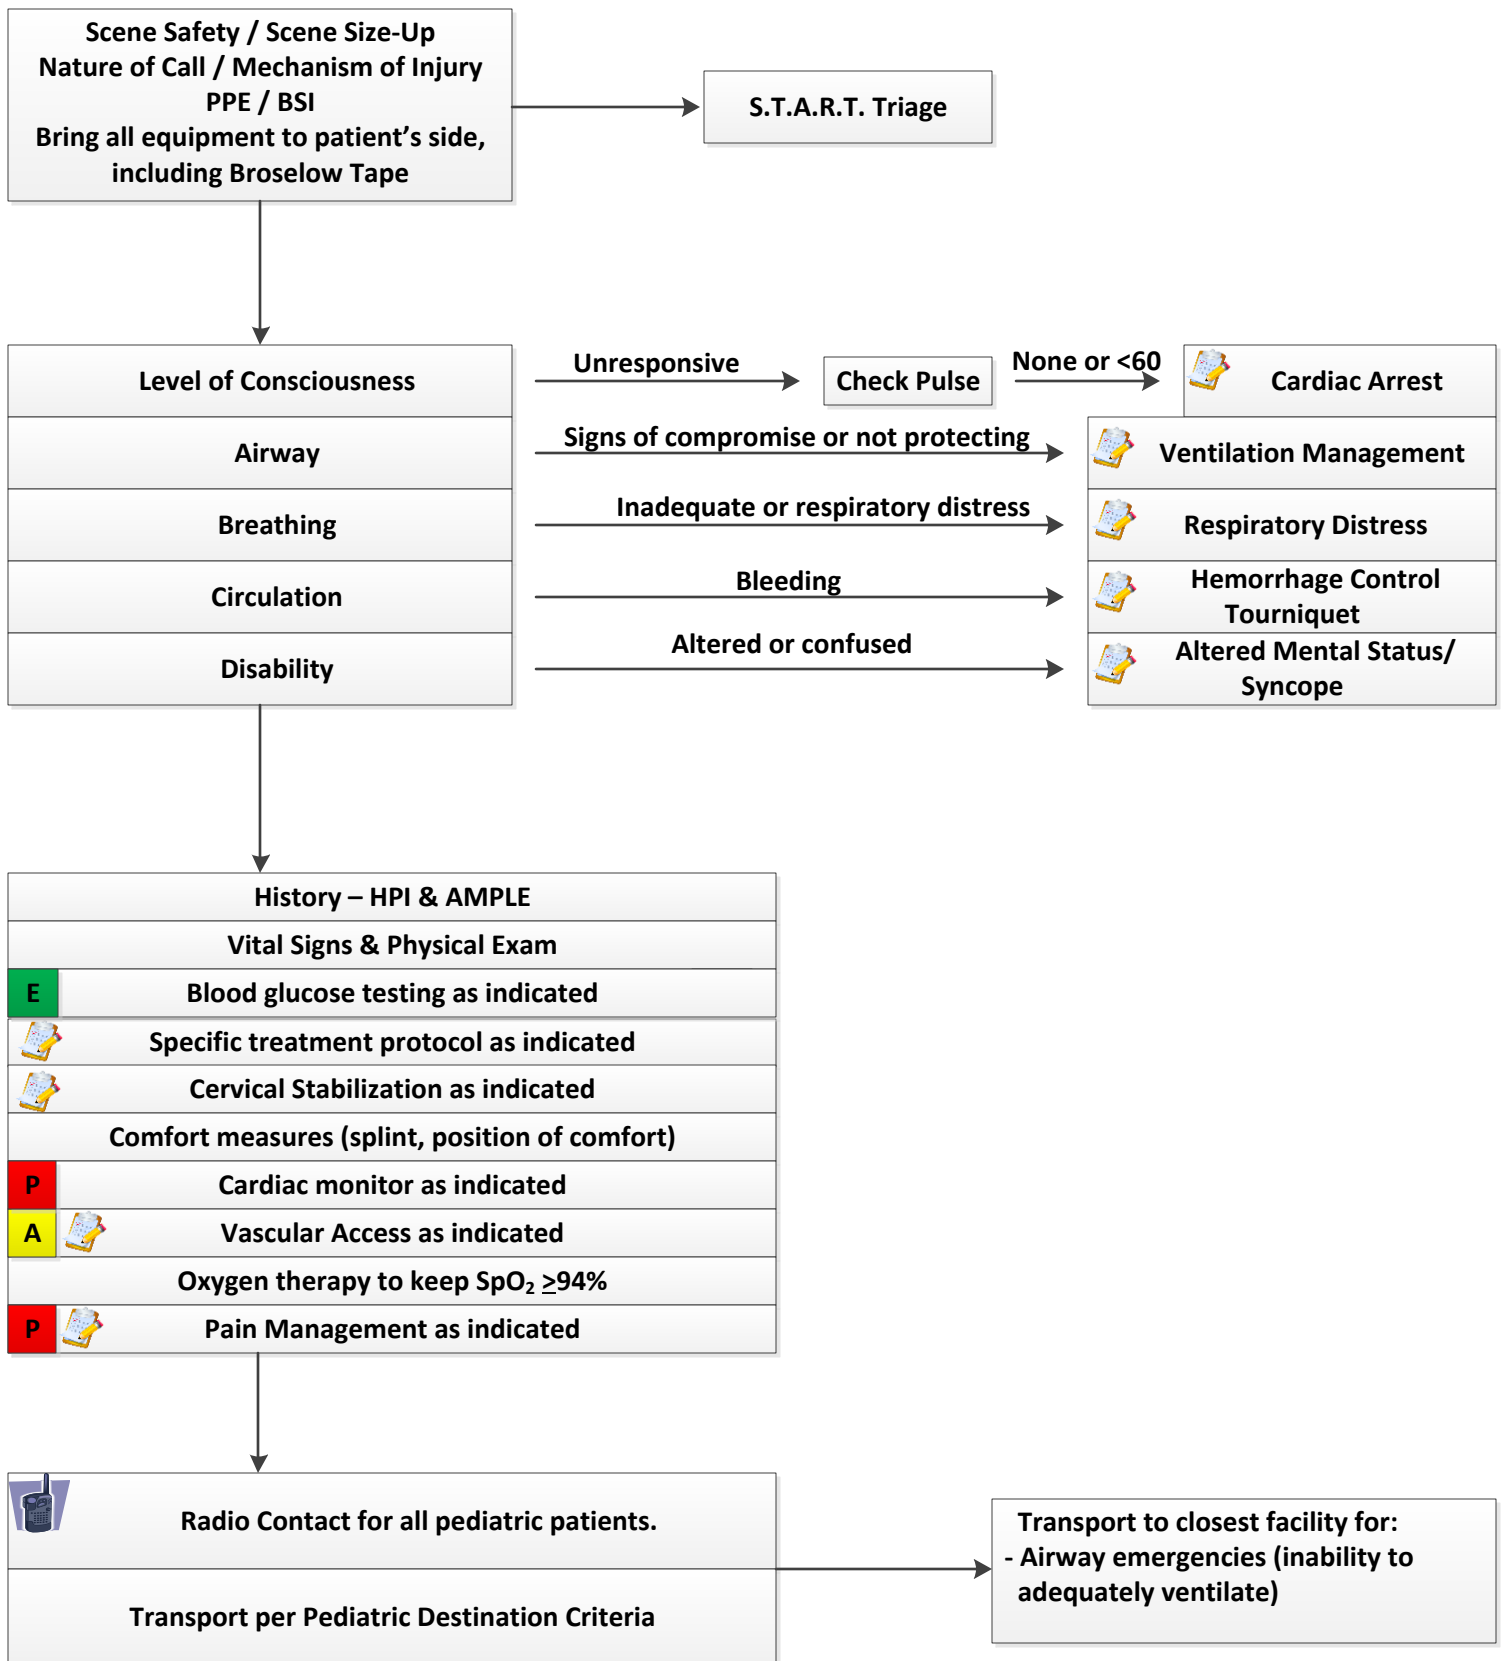 Scene Safety / Scene Size-Up
Nature of Call / Mechanism of Injury
PPE / BSI
Bring all equipment to patient's side,
including Broselow Tape
S.T.A.R.T. Triage
Level of Consciousness
Unresponsive
Check Pulse
None or <60
Cardiac Arrest
Airway
Signs of compromise or not protecting
Ventilation Management
Breathing
Inadequate or respiratory distress
Respiratory Distress
Circulation
Bleeding
Hemorrhage Control
Tourniquet
Disability
Altered or confused
Altered Mental Status/
Syncope
History – HPI & AMPLE
Vital Signs & Physical Exam
E Blood glucose testing as indicated
Specific treatment protocol as indicated
Cervical Stabilization as indicated
Comfort measures (splint, position of comfort)
P Cardiac monitor as indicated
A Vascular Access as indicated
Oxygen therapy to keep SpO₂ ≥94%
P Pain Management as indicated
Radio Contact for all pediatric patients.
Transport per Pediatric Destination Criteria
Transport to closest facility for:
- Airway emergencies (inability to
adequately ventilate)